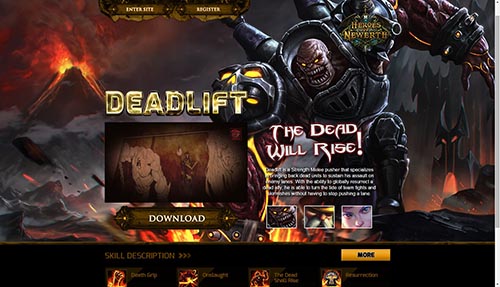 ENTER SITE
REGISTER
HEROES
NEWERTH
DEADLIFT
THE DEAD
WILL RISE!
Deadlift is a Strength Melee pusher that specializes
bringing back dead units to sustain his assault on
enemy lanes. With the ability to globally resurrect a
dead ally, he is able to turn the tide of team fights and
skirmishes without having to stop pushing a lane.
DOWNLOAD
SKILL DESCRIPTION >>>
MORE
Death Grip
Onslaught
The Dead
Shall Rise
Resurrection